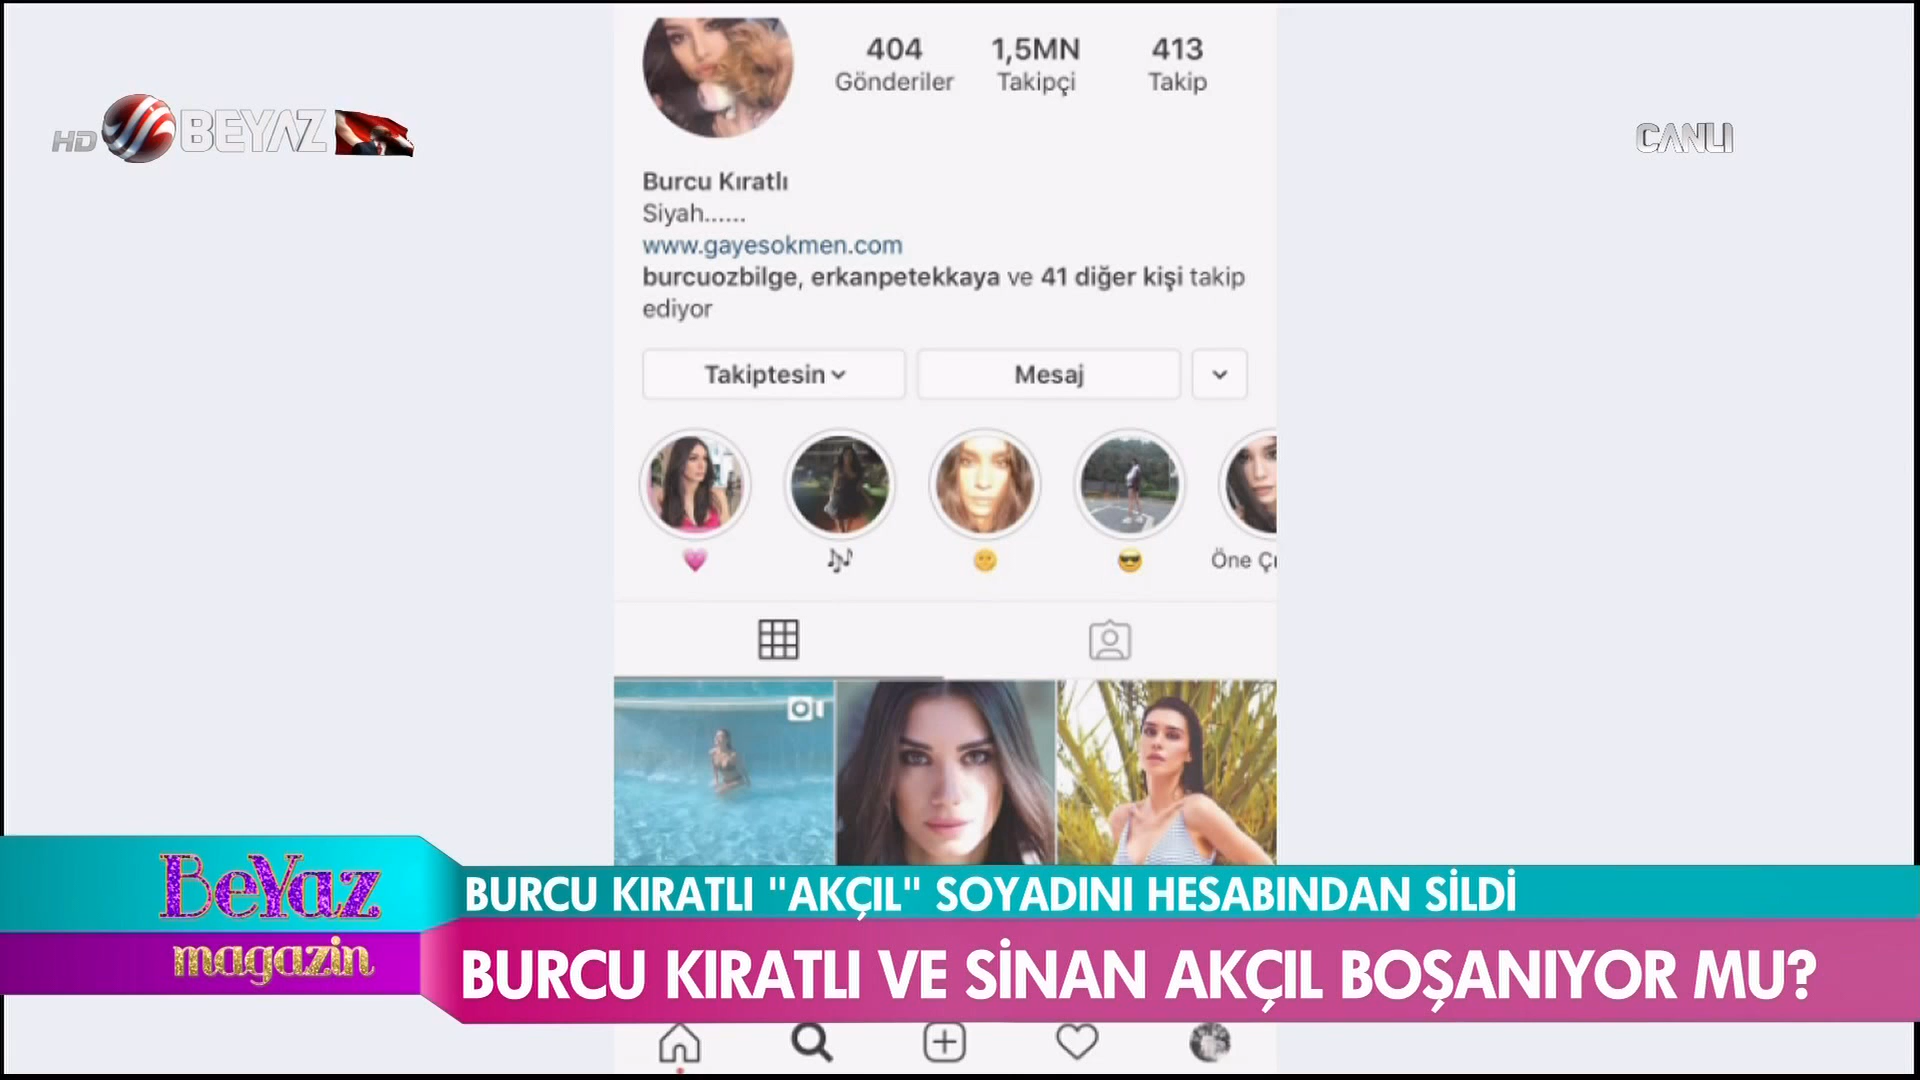 404 1,5MN 413
Gönderiler Takipçi Takip
HD BEYAZ
CANLI
Burcu Kıratlı
Siyah......
www.gayesokmen.com
burcuozbilge, erkanpetekkaya ve 41 diğer kişi takip
ediyor
Takiptesin Mesaj
Öne Çı
BeYaz
magazin
BURCU KIRATLI "AKÇIL" SOYADINI HESABINDAN SİLDİ
BURCU KIRATLI VE SİNAN AKÇIL BOŞANIYOR MU?